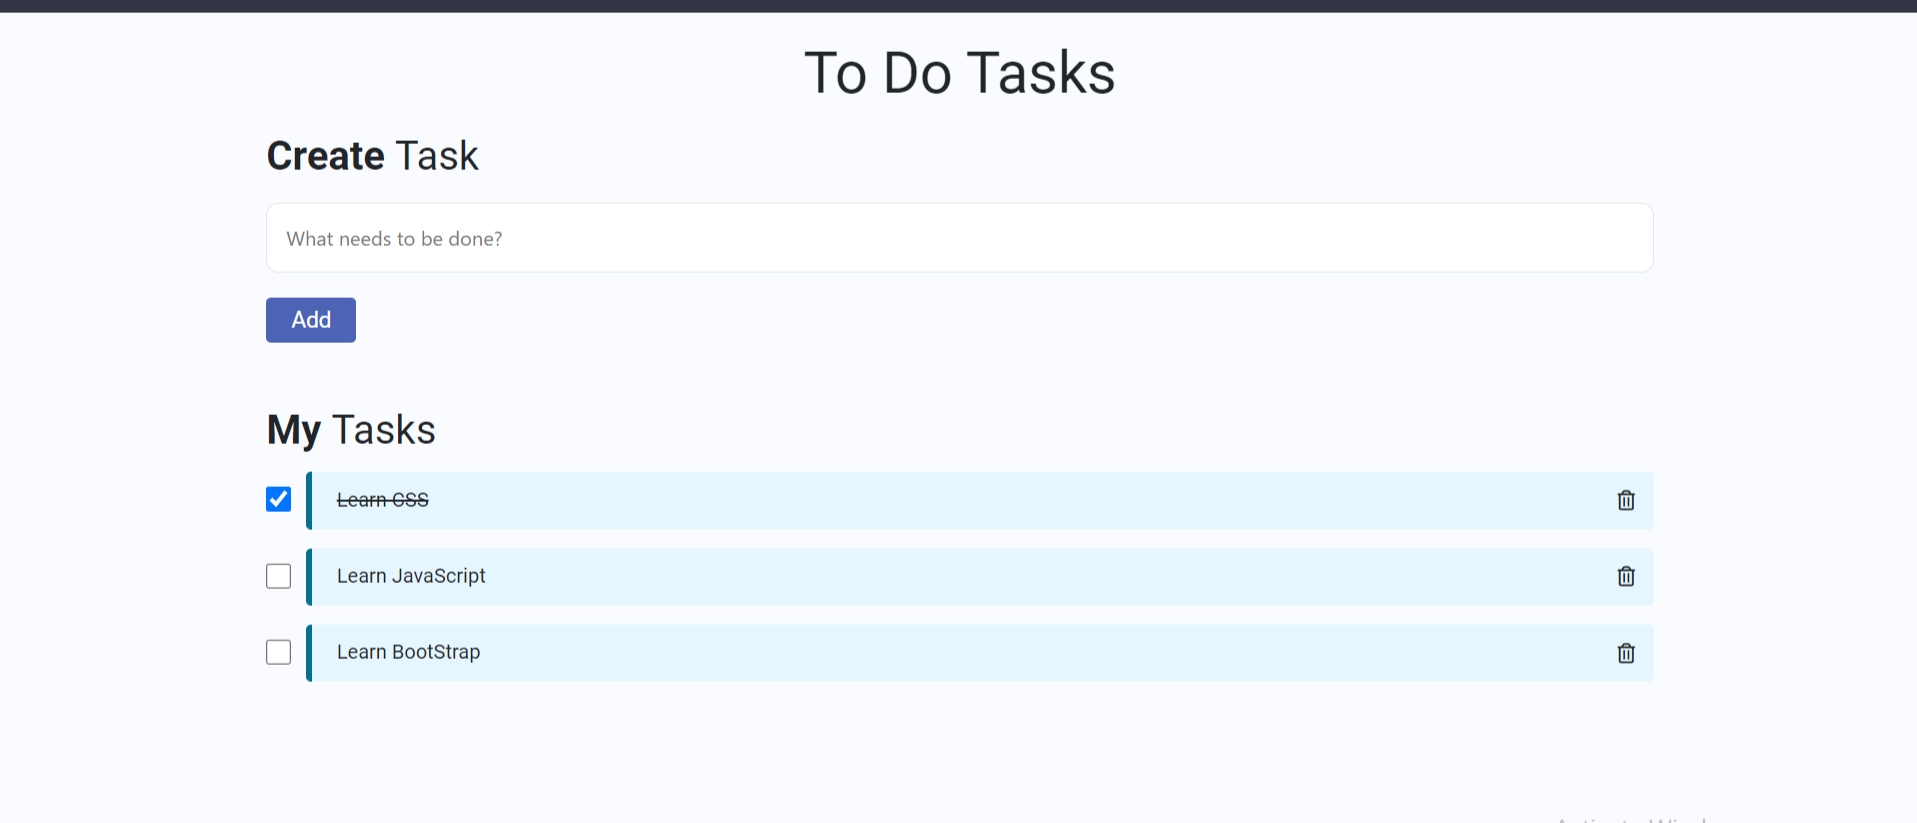 To Do Tasks
Create Task
What needs to be done?
Add
My Tasks
Learn CSS
Learn JavaScript
Learn BootStrap